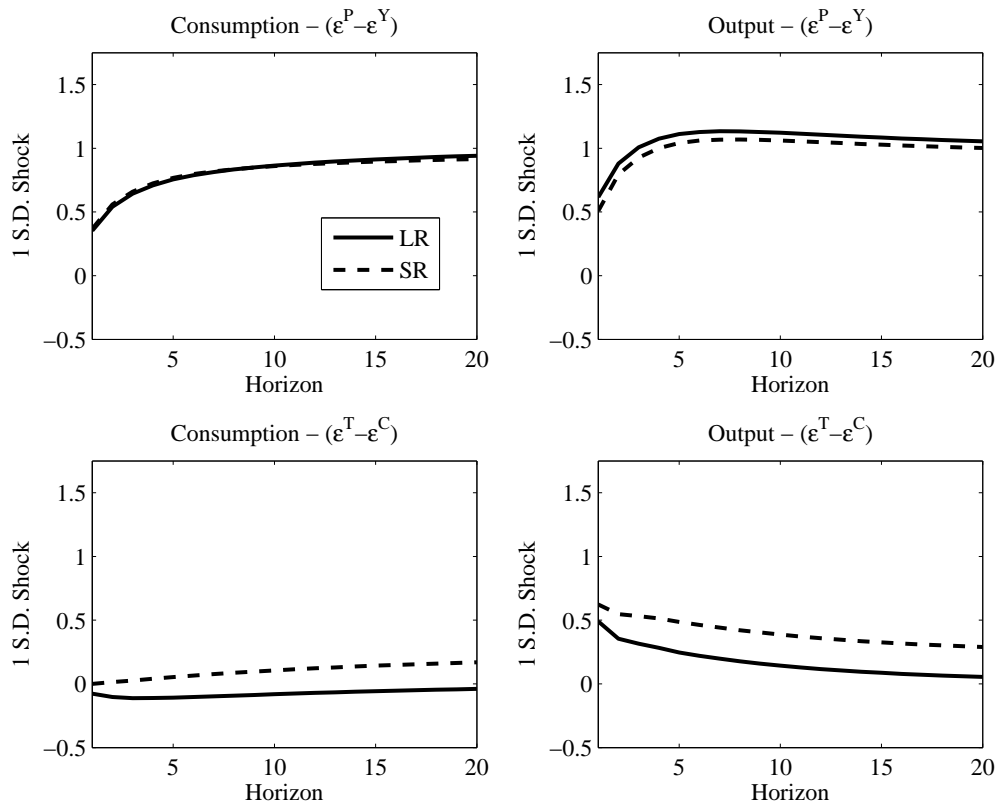 Consumption – (ε^P–ε^Y)
1 S.D. Shock
1.5
1
0.5
0
–0.5
5
10
15
20
Horizon
LR
SR
Output – (ε^P–ε^Y)
1 S.D. Shock
1.5
1
0.5
0
–0.5
5
10
15
20
Horizon
Consumption – (ε^T–ε^C)
1 S.D. Shock
1.5
1
0.5
0
–0.5
5
10
15
20
Horizon
Output – (ε^T–ε^C)
1 S.D. Shock
1.5
1
0.5
0
–0.5
5
10
15
20
Horizon